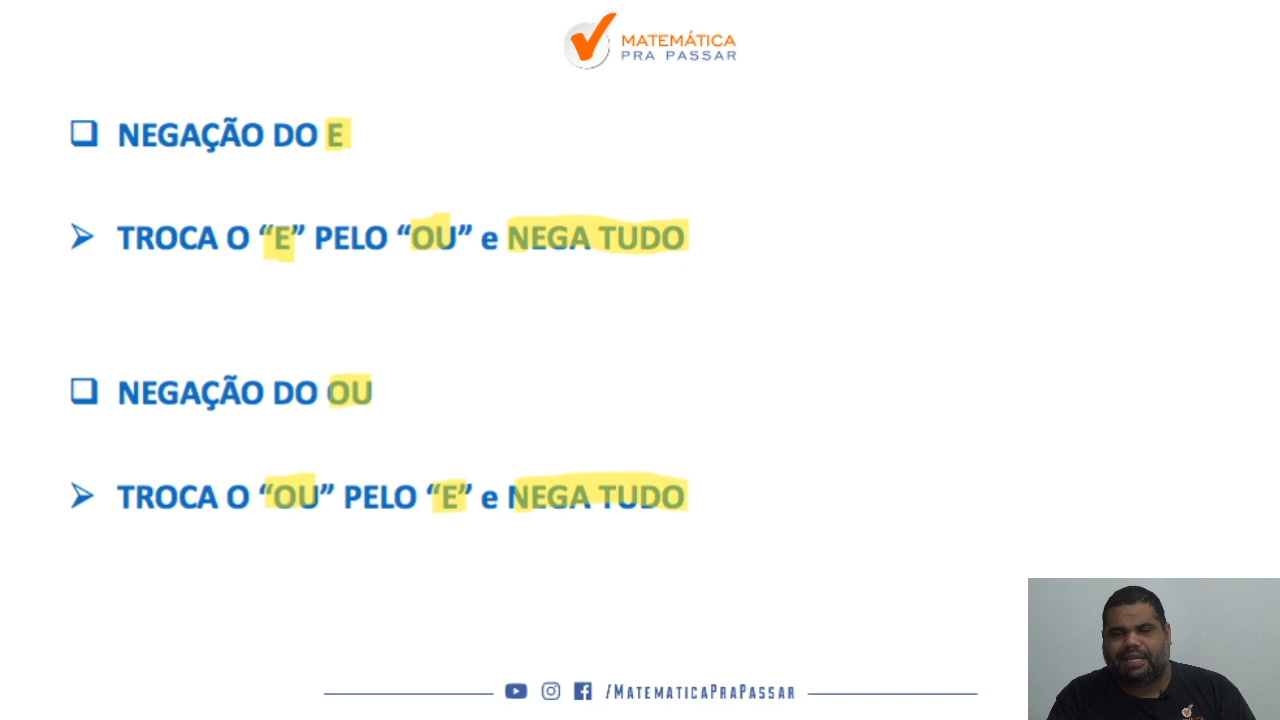 MATEMÁTICA
PRA PASSAR
NEGAÇÃO DO E
TROCA O “E” PELO “OU” e NEGA TUDO
NEGAÇÃO DO OU
TROCA O “OU” PELO “E” e NEGA TUDO
/MATEMATICAPRAPASSAR